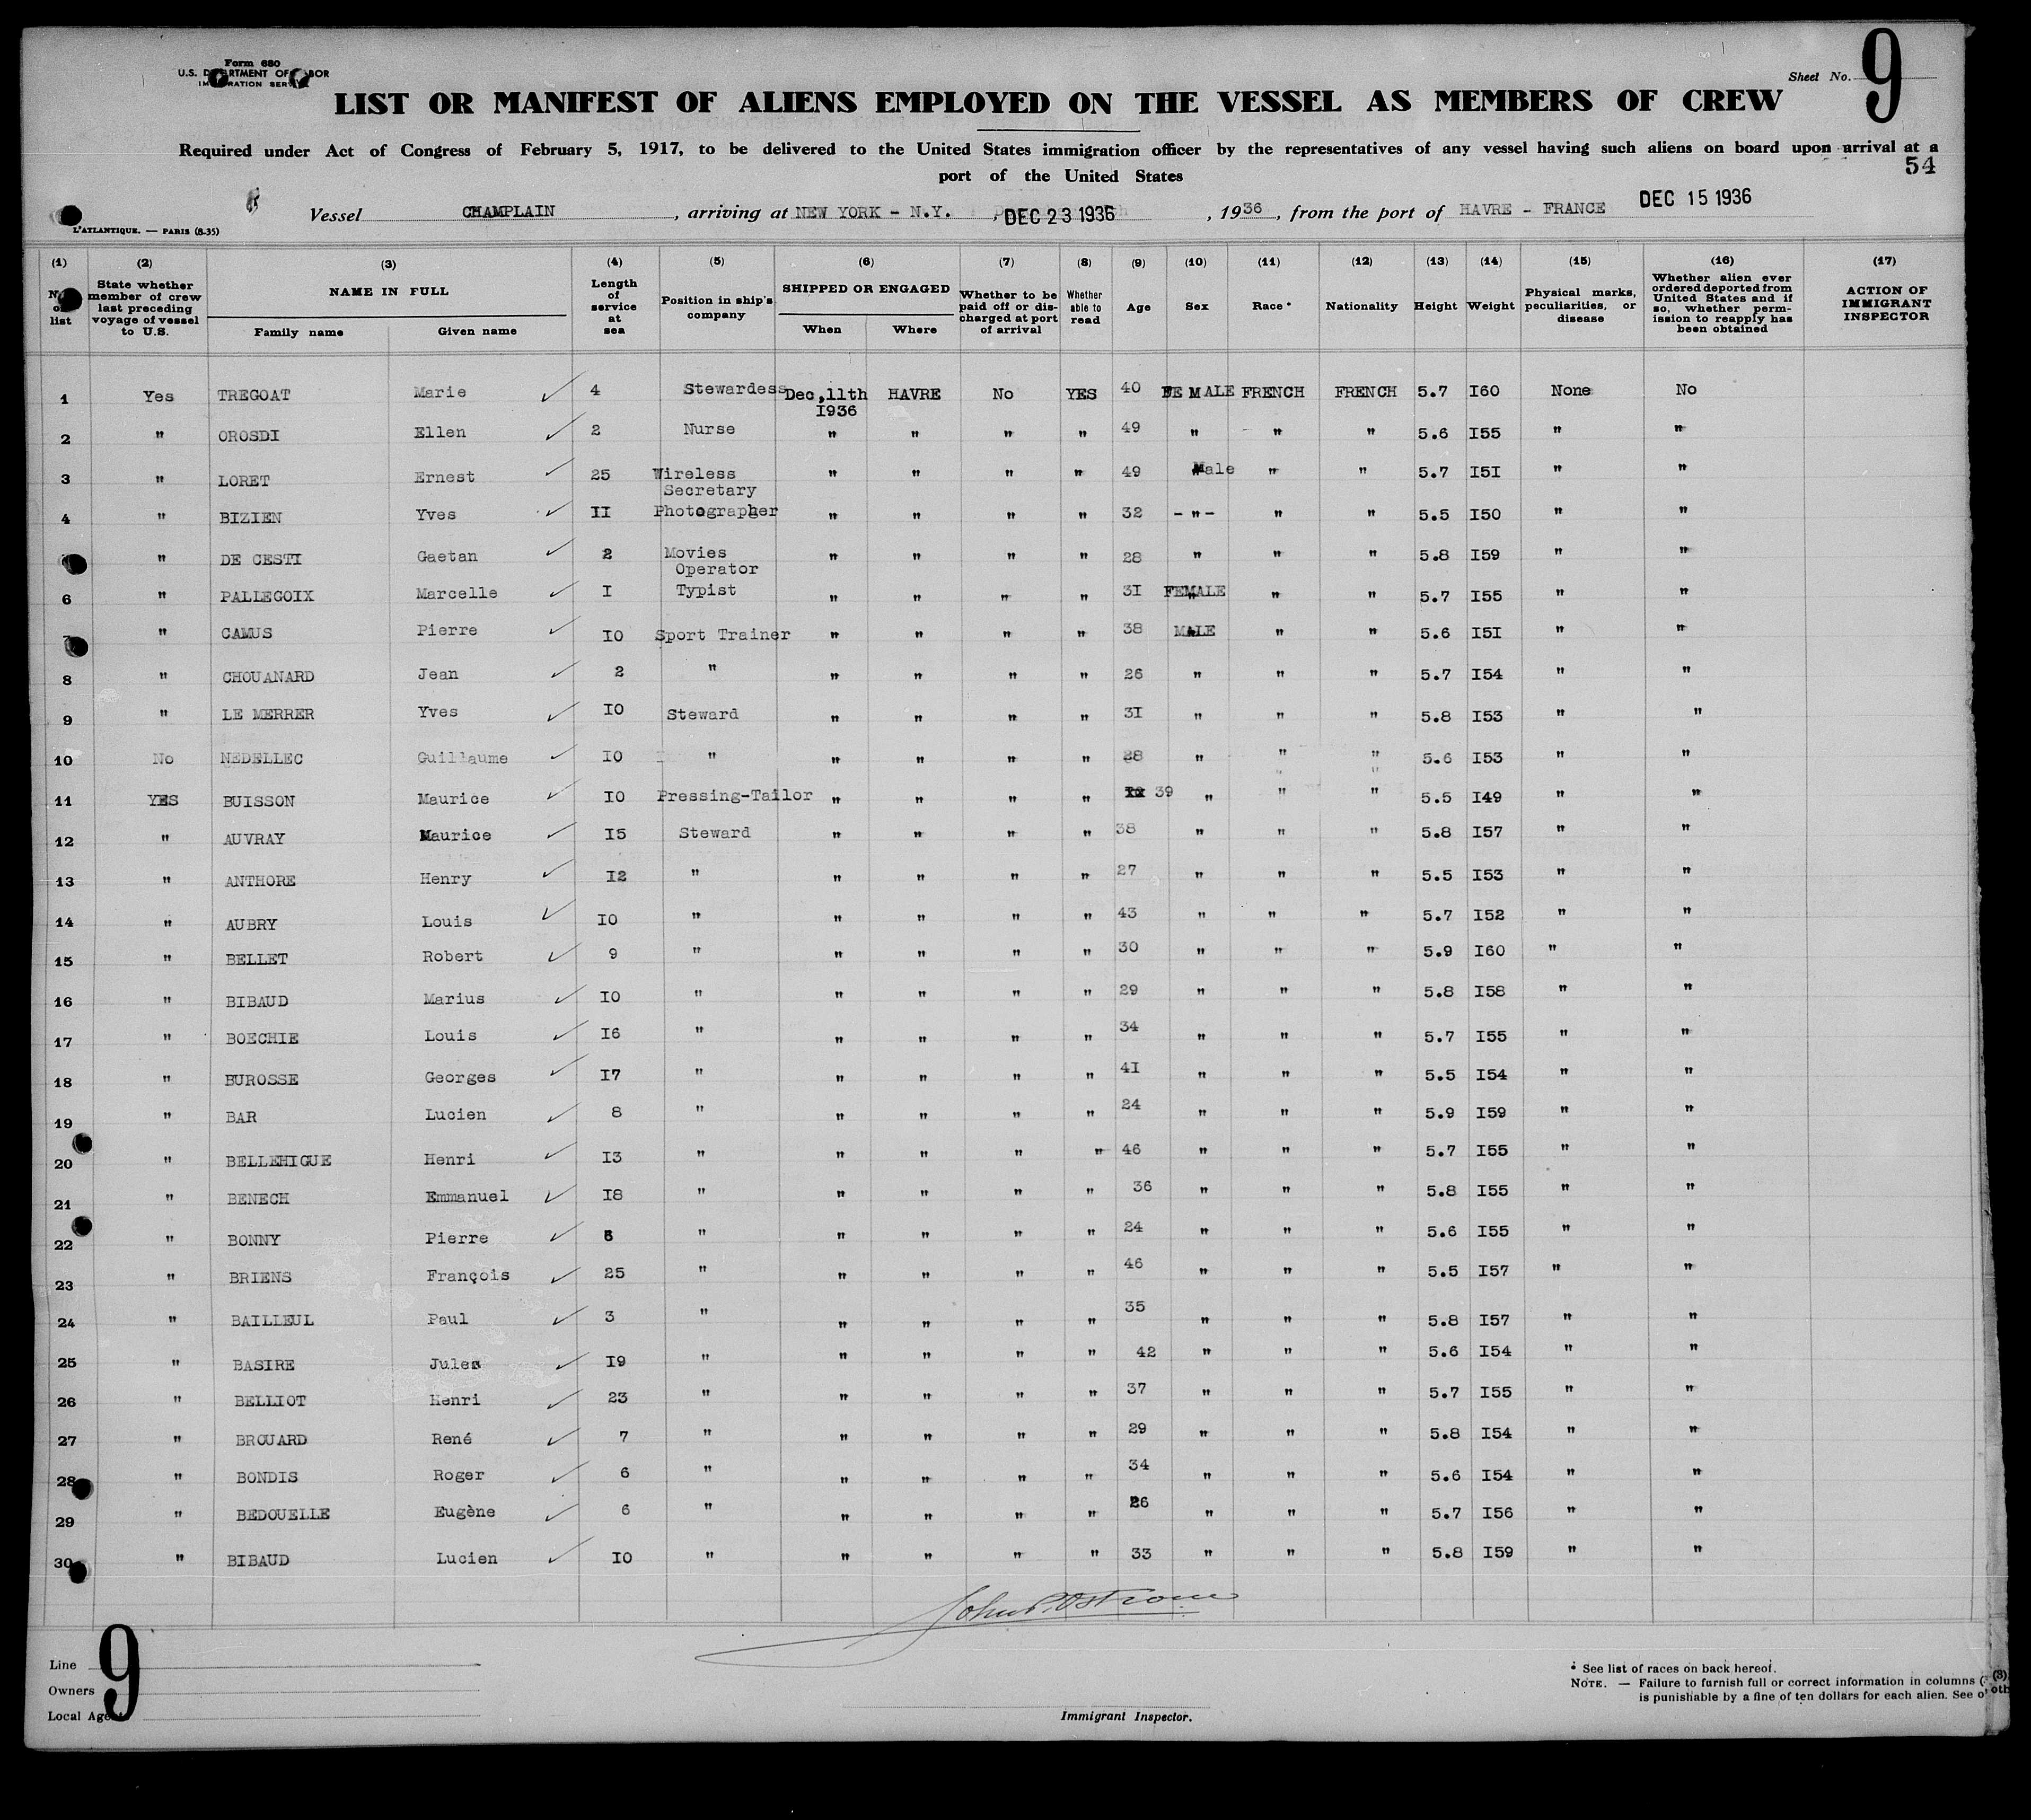 Form 680
U.S. DEPARTMENT OF LABOR
IMMIGRATION SERVICE
Sheet No. 9
LIST OR MANIFEST OF ALIENS EMPLOYED ON THE VESSEL AS MEMBERS OF CREW
Required under Act of Congress of February 5, 1917, to be delivered to the United States immigration officer by the representatives of any vessel having such aliens on board upon arrival at a
port of the United States
54
Vessel CHAMPLAIN, arriving at NEW YORK - N.Y., DEC 23 1936, 1936, from the port of HAVRE - FRANCE DEC 15 1936
L'ATLANTIQUE. — PARIS (8-35)
(1) No. on list (2) State whether member of crew last preceding voyage of vessel to U.S. (3) NAME IN FULL Family name Given name (4) Length of service at sea (5) Position in ship's company (6) SHIPPED OR ENGAGED When Where (7) Whether to be paid off or discharged at port of arrival (8) Whether able to read (9) Age (10) Sex (11) Race* (12) Nationality (13) Height (14) Weight (15) Physical marks, peculiarities, or disease (16) Whether alien ever ordered deported from United States and if so, whether permission to reapply has been obtained (17) ACTION OF IMMIGRANT INSPECTOR
1 Yes TREGOAT Marie 4 Stewardess Dec,11th I936 HAVRE No YES 40 FEMALE FRENCH FRENCH 5.7 I60 None No
2 " OROSDI Ellen 2 Nurse " " " " 49 " " " 5.6 I55 " "
3 " LORET Ernest 25 Wireless Secretary " " " " 49 Male " " 5.7 I5I " "
4 " BIZIEN Yves II Photographer " " " " 32 -"- " " 5.5 I50 " "
" DE CESTI Gaetan 2 Movies Operator " " " " 28 " " " 5.8 I59 " "
6 " PALLEGOIX Marcelle I Typist " " " " 3I FEMALE " " 5.7 I55 " "
7 " CAMUS Pierre IO Sport Trainer " " " " 38 MALE " " 5.6 I5I " "
8 " CHOUANARD Jean 2 " " " " " 26 " " " 5.7 I54 " "
9 " LE MERRER Yves IO Steward " " " " 3I " " " 5.8 I53 " "
10 No NEDELLEC Guillaume IO " " " " " 28 " " " 5.6 I53 " "
11 YES BUISSON Maurice IO Pressing-Tailor " " " " 39 " " " 5.5 I49 " "
12 " AUVRAY Maurice I5 Steward " " " " 38 " " " 5.8 I57 " "
13 " ANTHORE Henry I2 " " " " " 27 " " " 5.5 I53 " "
14 " AUBRY Louis IO " " " " " 43 " " " 5.7 I52 " "
15 " BELLET Robert 9 " " " " " 30 " " " 5.9 I60 " "
16 " BIBAUD Marius IO " " " " " 29 " " " 5.8 I58 " "
17 " BOECHIE Louis I6 " " " " " 34 " " " 5.7 I55 " "
18 " BUROSSE Georges I7 " " " " " 4I " " " 5.5 I54 " "
19 " BAR Lucien 8 " " " " " 24 " " " 5.9 I59 " "
20 " BELLEHIGUE Henri I3 " " " " " 46 " " " 5.7 I55 " "
21 " BENECH Emmanuel I8 " " " " " 36 " " " 5.8 I55 " "
22 " BONNY Pierre " " " " " 24 " " " 5.6 I55 " "
23 " BRIENS François 25 " " " " " 46 " " " 5.5 I57 " "
24 " BAILLEUL Paul 3 " " " " " 35 " " " 5.8 I57 " "
25 " BASIRE Jules I9 " " " " " 42 " " " 5.6 I54 " "
26 " BELLIOT Henri 23 " " " " " 37 " " " 5.7 I55 " "
27 " BROUARD René 7 " " " " " 29 " " " 5.8 I54 " "
28 " BONDIS Roger 6 " " " " " 34 " " " 5.6 I54 " "
29 " BEDOUELLE Eugène 6 " " " " " 26 " " " 5.7 I56 " "
30 " BIBAUD Lucien IO " " " " " 33 " " " 5.8 I59 " "
John P. Ostrom
9
Line
Owners
Local Agents
Immigrant Inspector.
* See list of races on back hereof.
NOTE. — Failure to furnish full or correct information in columns (3)
is punishable by a fine of ten dollars for each alien. See oth